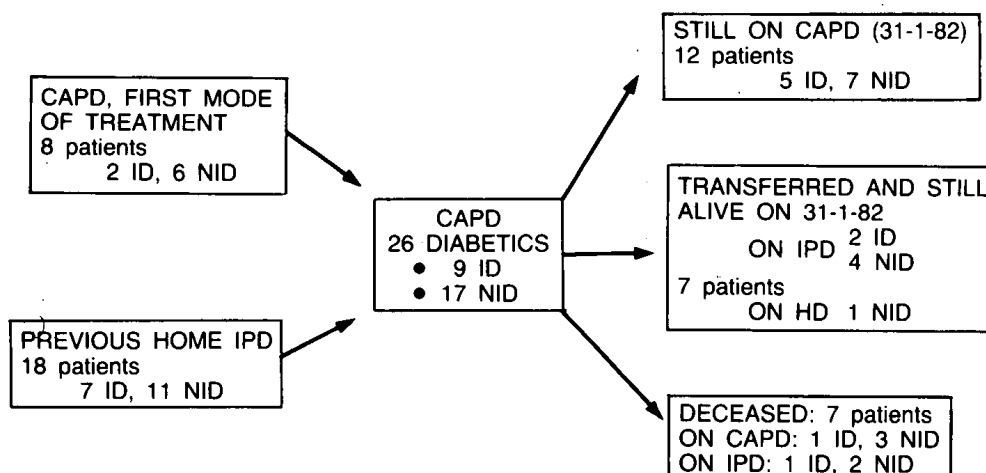 CAPD, FIRST MODE
OF TREATMENT
8 patients
2 ID, 6 NID
PREVIOUS HOME IPD
18 patients
7 ID, 11 NID
CAPD
26 DIABETICS
● 9 ID
● 17 NID
STILL ON CAPD (31-1-82)
12 patients
5 ID, 7 NID
TRANSFERRED AND STILL
ALIVE ON 31-1-82
ON IPD 2 ID
4 NID
7 patients
ON HD 1 NID
DECEASED: 7 patients
ON CAPD: 1 ID, 3 NID
ON IPD: 1 ID, 2 NID